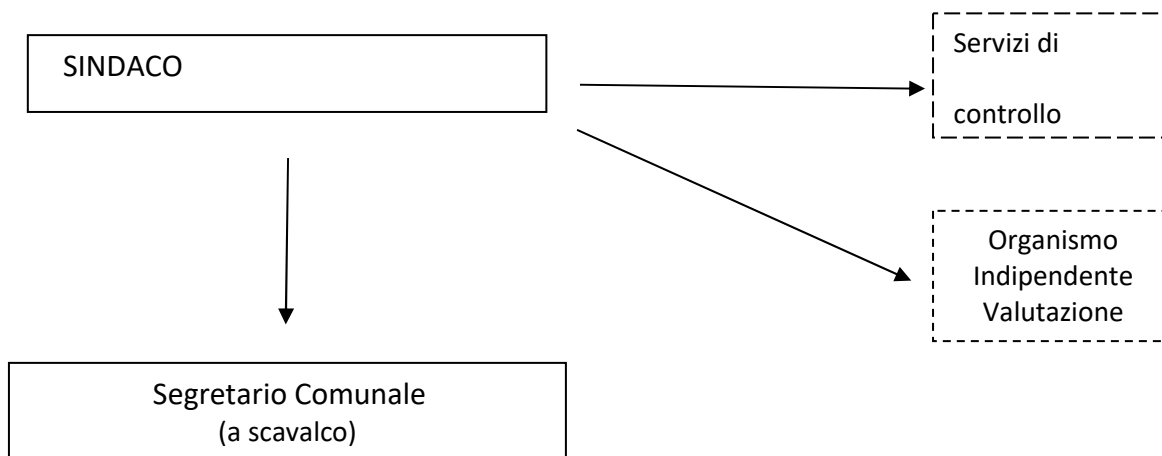 SINDACO
Servizi di
controllo
Organismo
Indipendente
Valutazione
Segretario Comunale
(a scavalco)